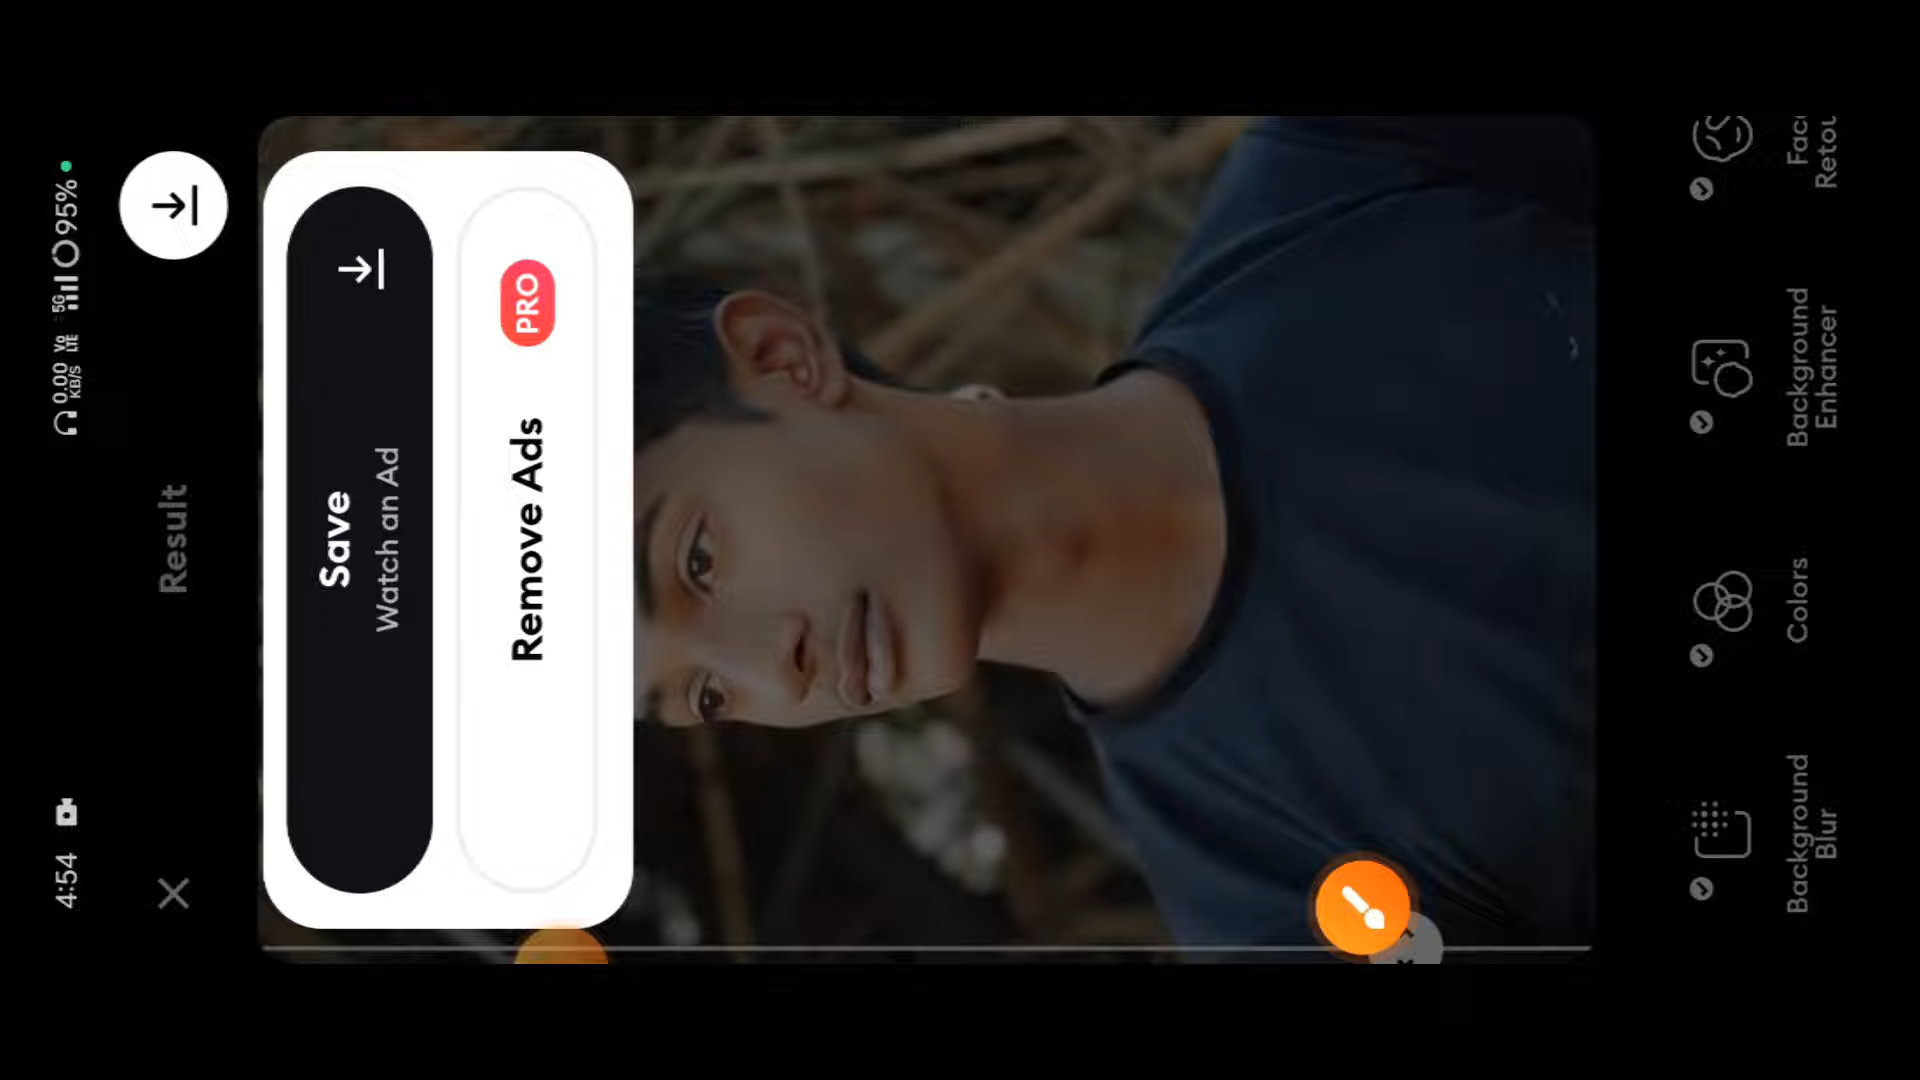 4:54
0.00
KB/S
Vo
LTE
5G
95%
Result
Save
Watch an Ad
Remove Ads
PRO
Background
Blur
Colors
Background
Enhancer